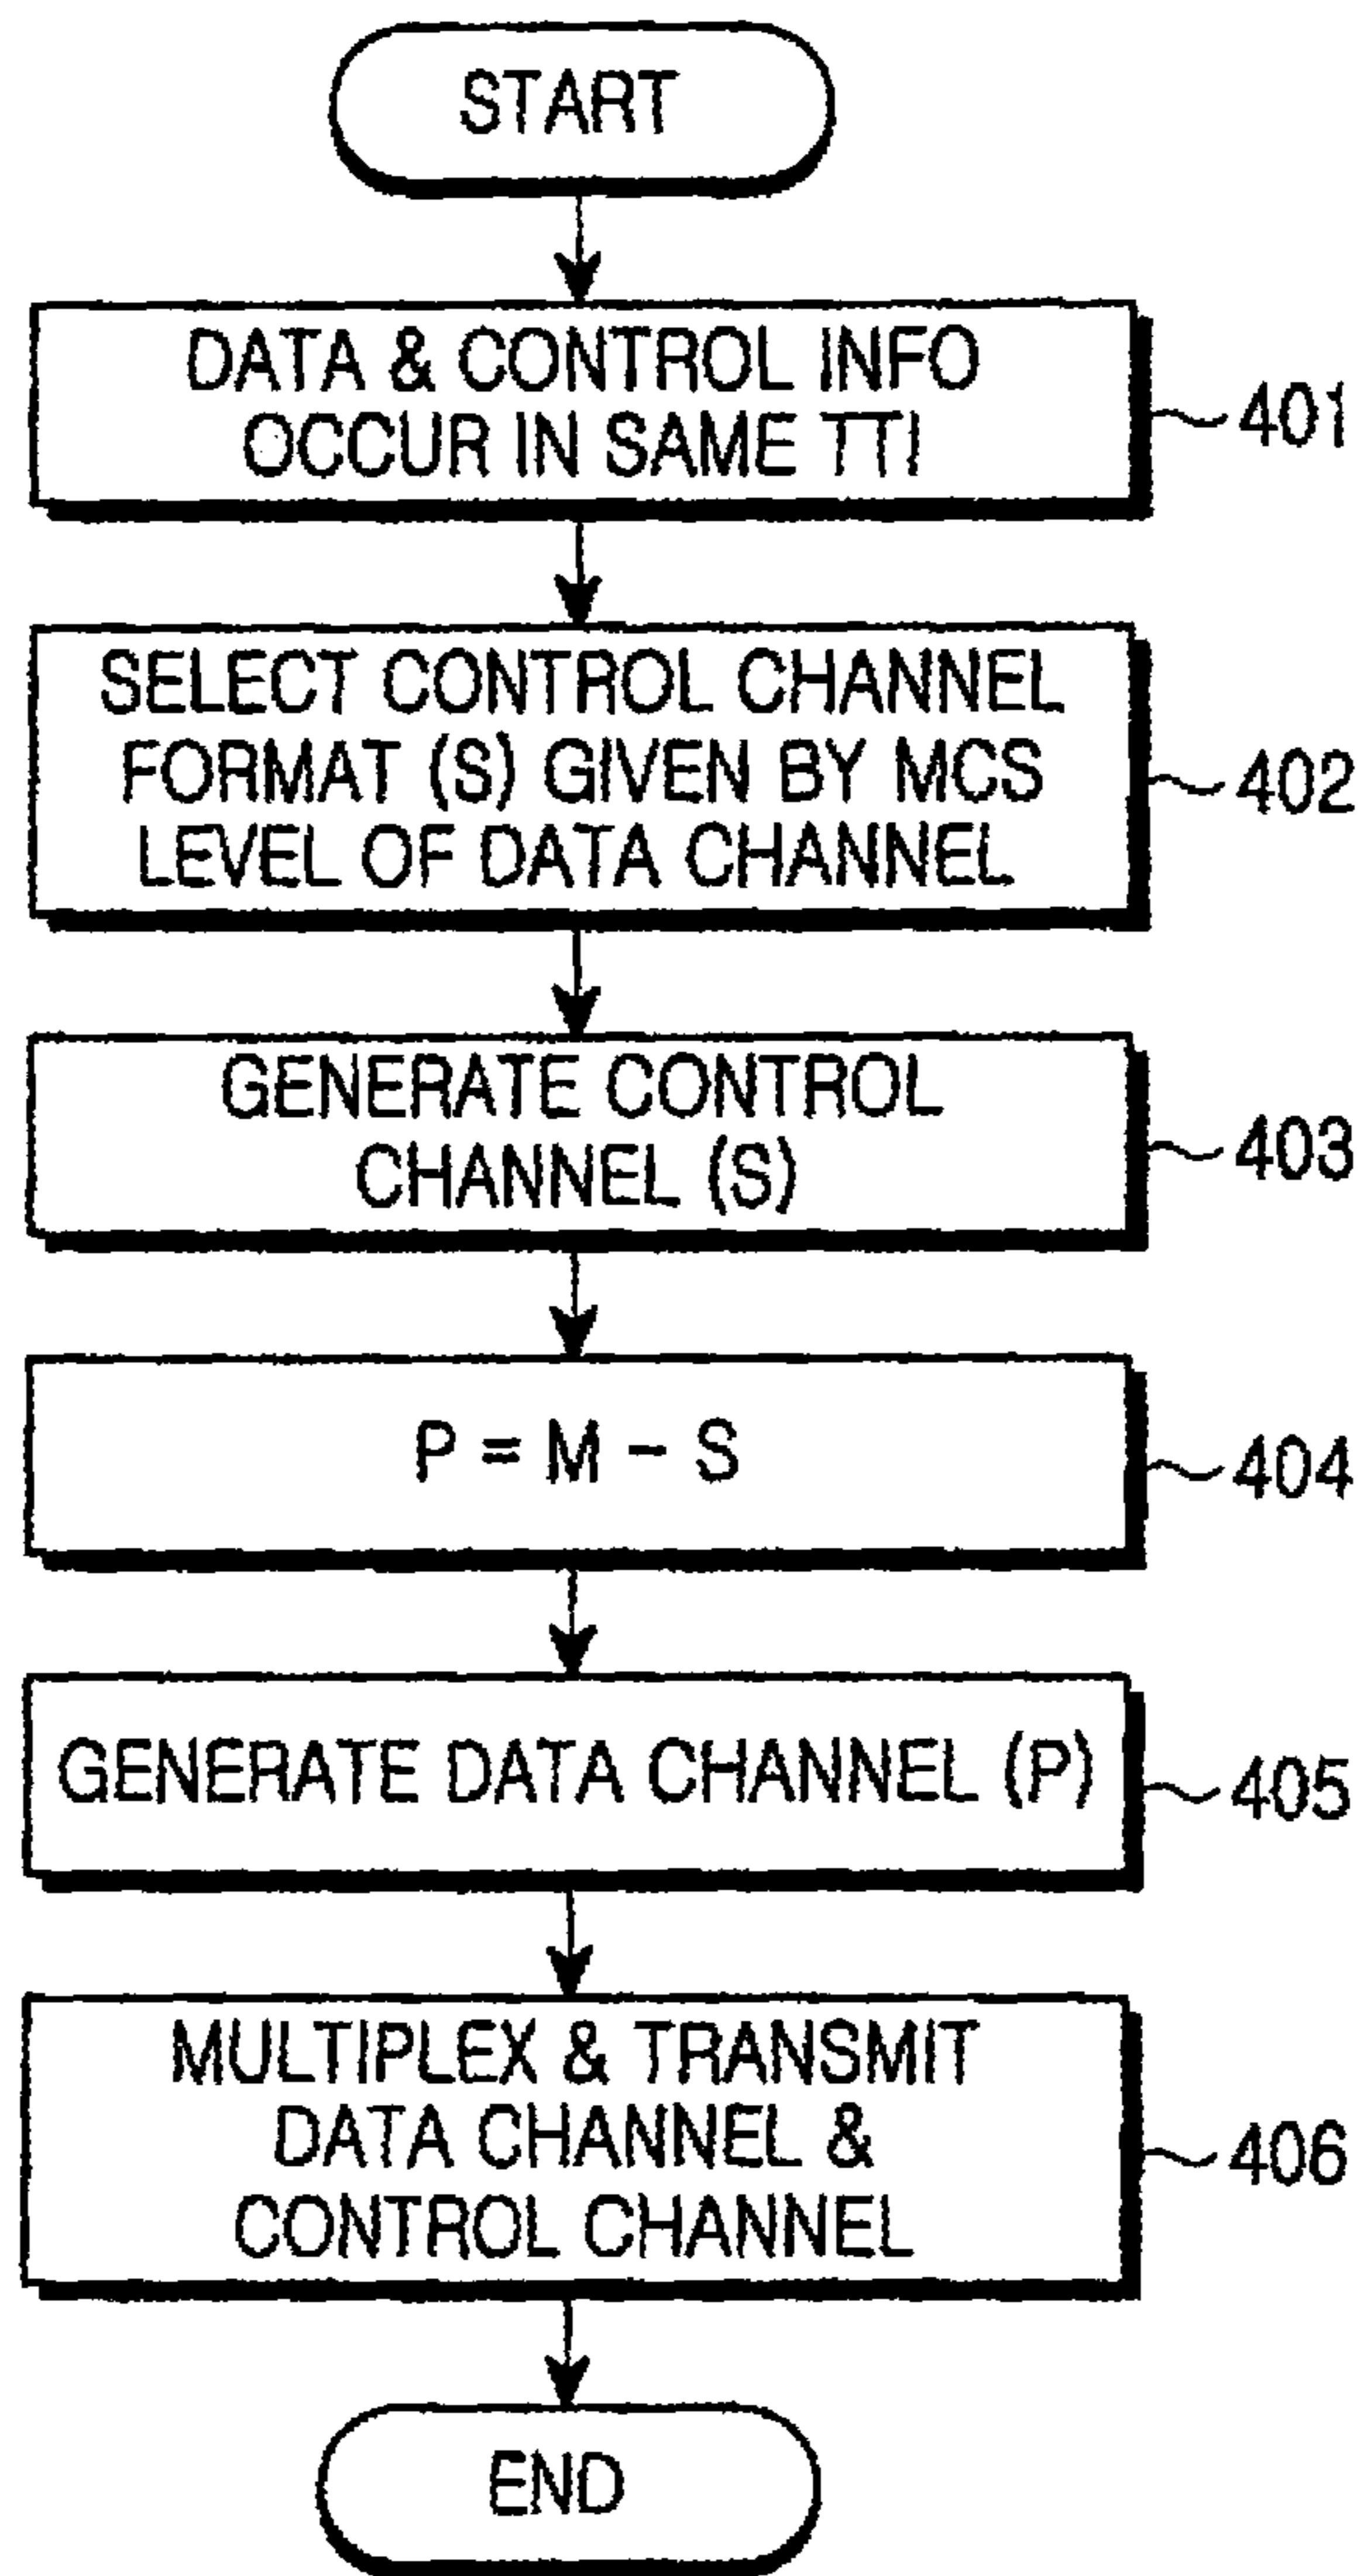 START
DATA & CONTROL INFO
OCCUR IN SAME TTI
401
SELECT CONTROL CHANNEL
FORMAT (S) GIVEN BY MCS
LEVEL OF DATA CHANNEL
402
GENERATE CONTROL
CHANNEL (S)
403
P = M - S
404
GENERATE DATA CHANNEL (P)
405
MULTIPLEX & TRANSMIT
DATA CHANNEL &
CONTROL CHANNEL
406
END